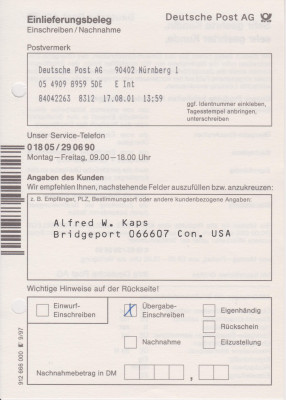 Einlieferungsbeleg
Einschreiben / Nachnahme
Deutsche Post AG
Postvermerk
Deutsche Post AG 90402 Nürnberg 1
05 4909 8959 5DE E Int
84042263 8312 17.08.01 13:59
ggf. Identnummer einkleben,
Tagesstempel anbringen,
unterschreiben
Unser Service-Telefon
0 18 05 / 29 06 90
Montag – Freitag, 09.00 – 18.00 Uhr
Angaben des Kunden
Wir empfehlen Ihnen, nachstehende Felder auszufüllen bzw. anzukreuzen:
z. B. Empfänger, PLZ, Bestimmungsort oder andere kundenbezogene Angaben:
Alfred W. Kaps
Bridgeport 066607 Con. USA
Wichtige Hinweise auf der Rückseite!
Einwurf-
Einschreiben
X
Übergabe-
Einschreiben
Eigenhändig
Rückschein
Nachnahme
Eilzustellung
Nachnahmebetrag in DM
,
912 688 000 E 9/97